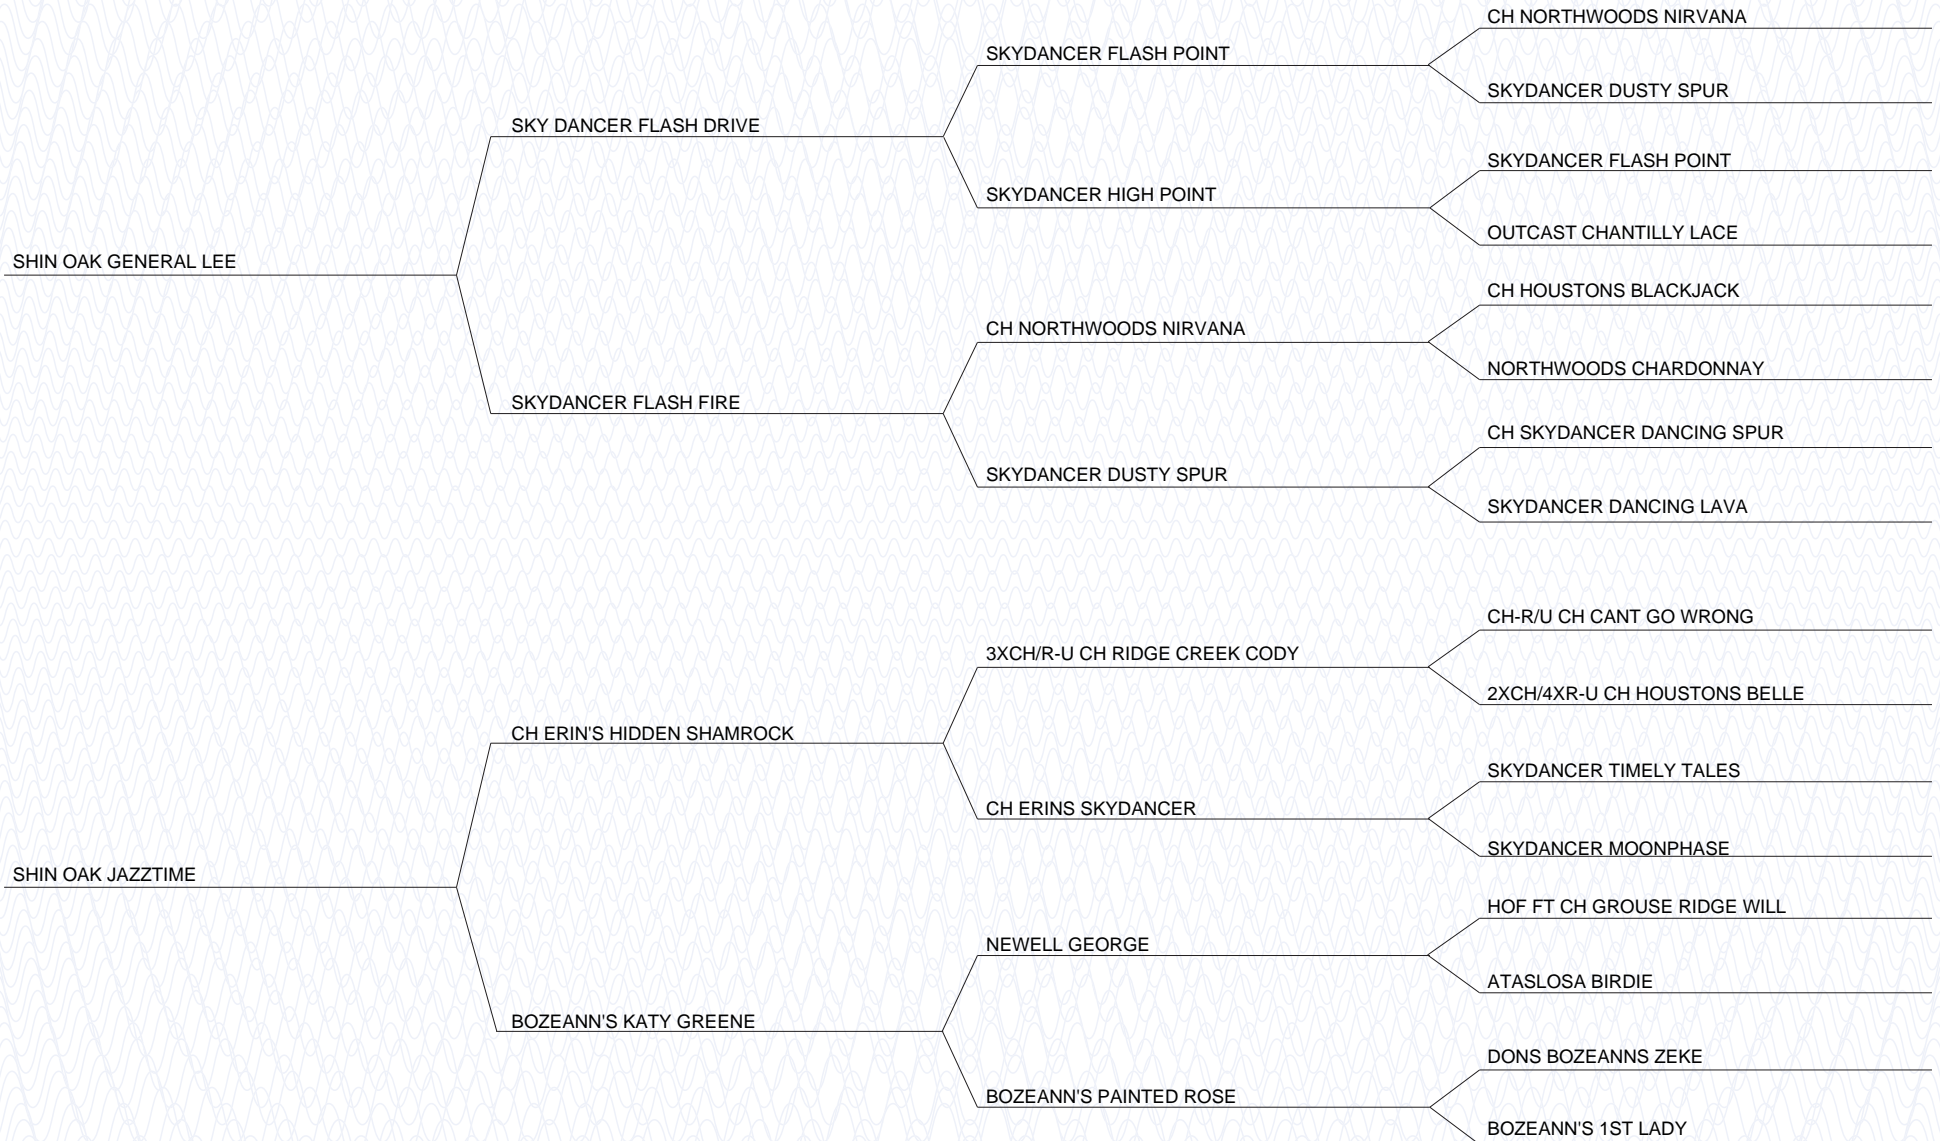 CH NORTHWOODS NIRVANA
SKYDANCER FLASH POINT
SKYDANCER DUSTY SPUR
SKY DANCER FLASH DRIVE
SKYDANCER FLASH POINT
SKYDANCER HIGH POINT
OUTCAST CHANTILLY LACE
SHIN OAK GENERAL LEE
CH HOUSTONS BLACKJACK
CH NORTHWOODS NIRVANA
NORTHWOODS CHARDONNAY
SKYDANCER FLASH FIRE
CH SKYDANCER DANCING SPUR
SKYDANCER DUSTY SPUR
SKYDANCER DANCING LAVA
CH-R/U CH CANT GO WRONG
3XCH/R-U CH RIDGE CREEK CODY
2XCH/4XR-U CH HOUSTONS BELLE
CH ERIN'S HIDDEN SHAMROCK
SKYDANCER TIMELY TALES
CH ERINS SKYDANCER
SKYDANCER MOONPHASE
SHIN OAK JAZZTIME
HOF FT CH GROUSE RIDGE WILL
NEWELL GEORGE
ATASLOSA BIRDIE
BOZEANN'S KATY GREENE
DONS BOZEANNS ZEKE
BOZEANN'S PAINTED ROSE
BOZEANN'S 1ST LADY